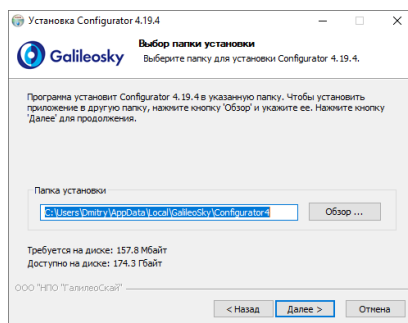 Установка Configurator 4.19.4
Galileosky
Выбор папки установки
Выберите папку для установки Configurator 4.19.4.
Программа установит Configurator 4.19.4 в указанную папку. Чтобы установить
приложение в другую папку, нажмите кнопку 'Обзор' и укажите ее. Нажмите кнопку
'Далее' для продолжения.
Папка установки
C:\Users\Dmitry\AppData\Local\GalileoSky\Configurator4
Обзор ...
Требуется на диске: 157.8 Мбайт
Доступно на диске: 174.3 Гбайт
ООО "НПО "ГалилеоСкай"
< Назад
Далее >
Отмена